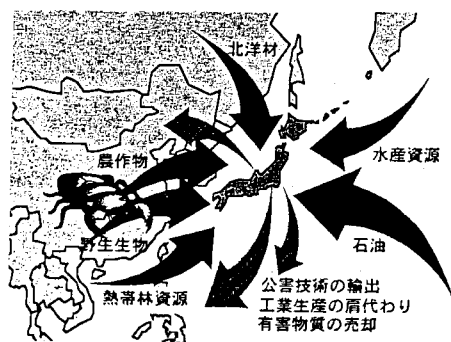 北洋材
農作物
水産資源
野生生物
石油
熱帯林資源
公害技術の輸出
工業生産の肩代わり
有害物質の売却